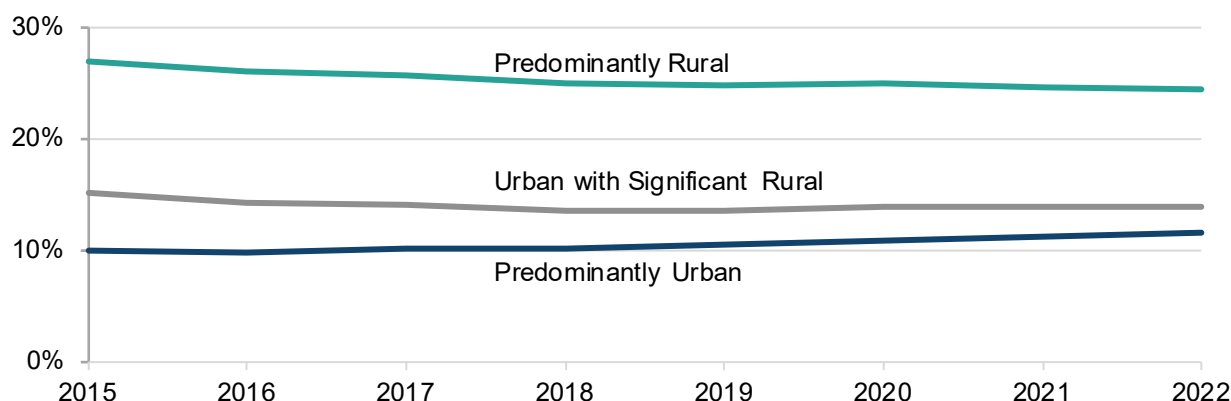 30%
Predominantly Rural
20%
Urban with Significant Rural
10%
Predominantly Urban
0%
2015 2016 2017 2018 2019 2020 2021 2022